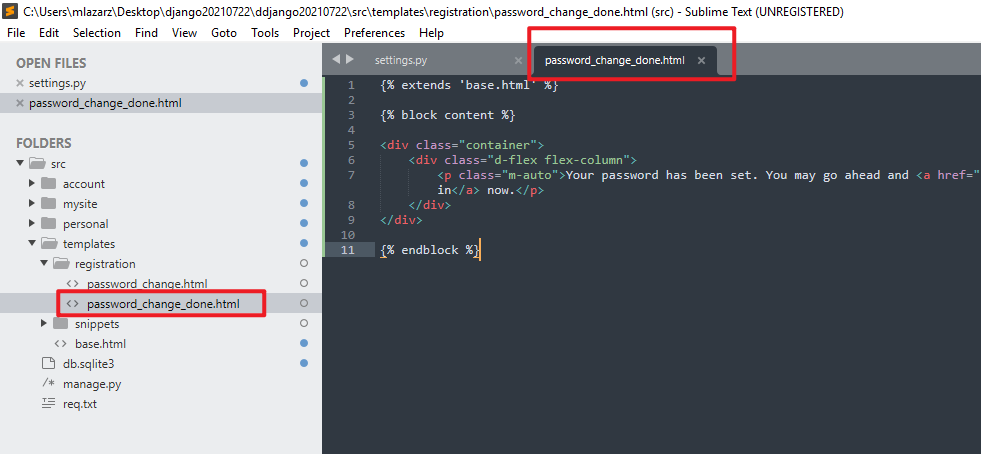 C:\Users\mlazarz\Desktop\django20210722\ddjango20210722\src\templates\registration\password_change_done.html (src) - Sublime Text (UNREGISTERED)
File Edit Selection Find View Goto Tools Project Preferences Help
OPEN FILES
settings.py
password_change_done.html
FOLDERS
src
account
mysite
personal
templates
registration
password_change.html
password_change_done.html
snippets
base.html
db.sqlite3
manage.py
req.txt
settings.py
password_change_done.html
1 {% extends 'base.html' %}
2
3 {% block content %}
4
5 <div class="container">
6 <div class="d-flex flex-column">
7 <p class="m-auto">Your password has been set. You may go ahead and <a href="
in</a> now.</p>
8 </div>
9 </div>
10
11 {% endblock %}